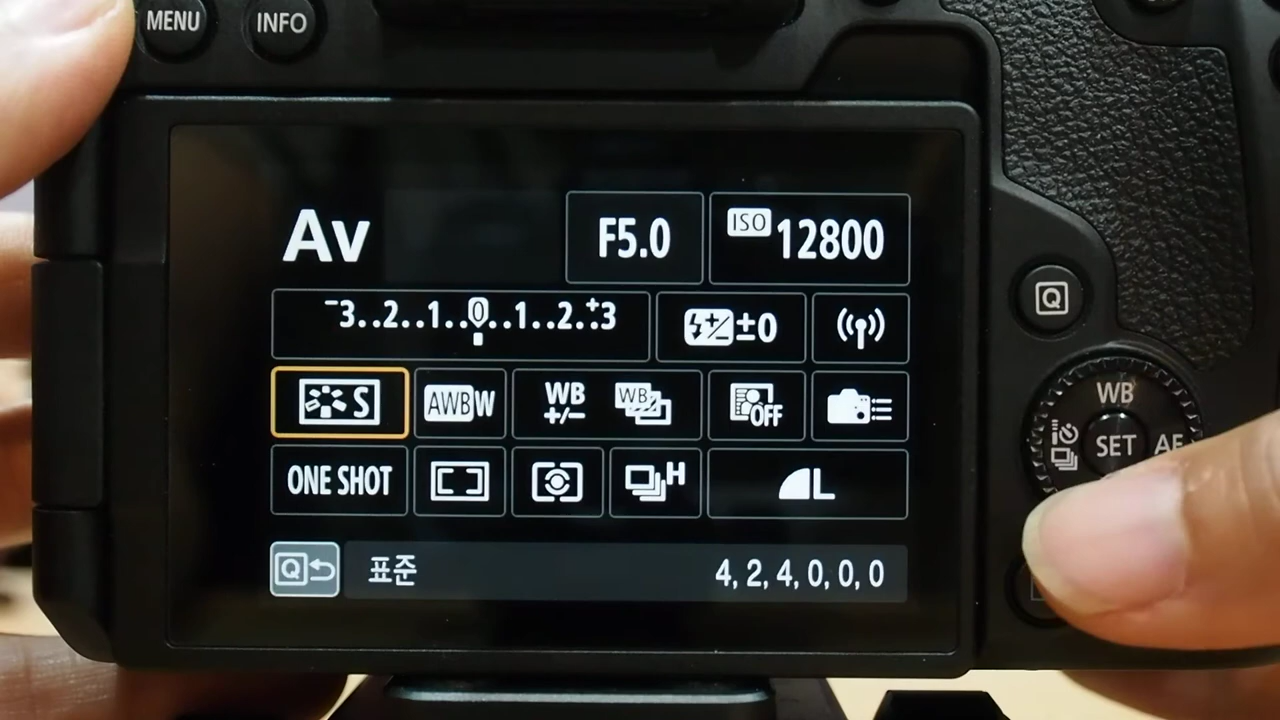 MENU INFO
Av F5.0 ISO 12800
-3..2..1..0..1..2..+3 ±0
S AWBW WB +/- WB OFF
ONE SHOT H L
Q 표준 4, 2, 4, 0, 0, 0
Q
WB
SET AF